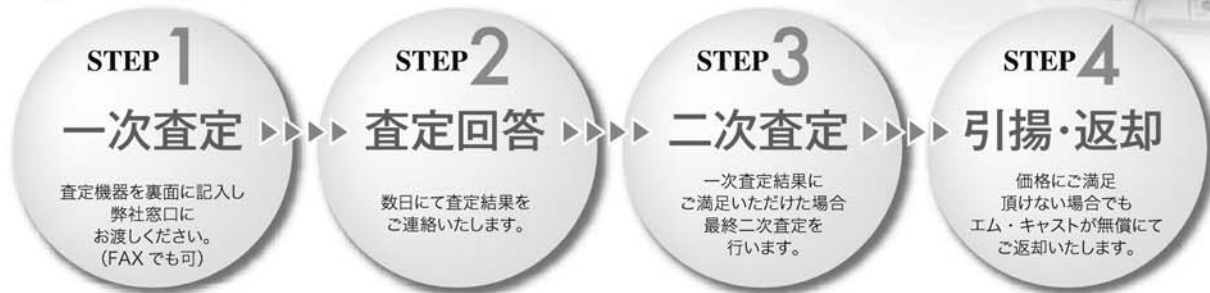 STEP 1
一次査定
査定機器を裏面に記入し
弊社窓口に
お渡しください。
(FAX でも可)
STEP 2
査定回答
数日にて査定結果を
ご連絡いたします。
STEP 3
二次査定
一次査定結果に
ご満足いただけた場合
最終二次査定を
行います。
STEP 4
引揚・返却
価格にご満足
頂けない場合でも
エム・キャストが無償にて
ご返却いたします。